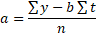 a = (∑ y − b ∑ t) / n